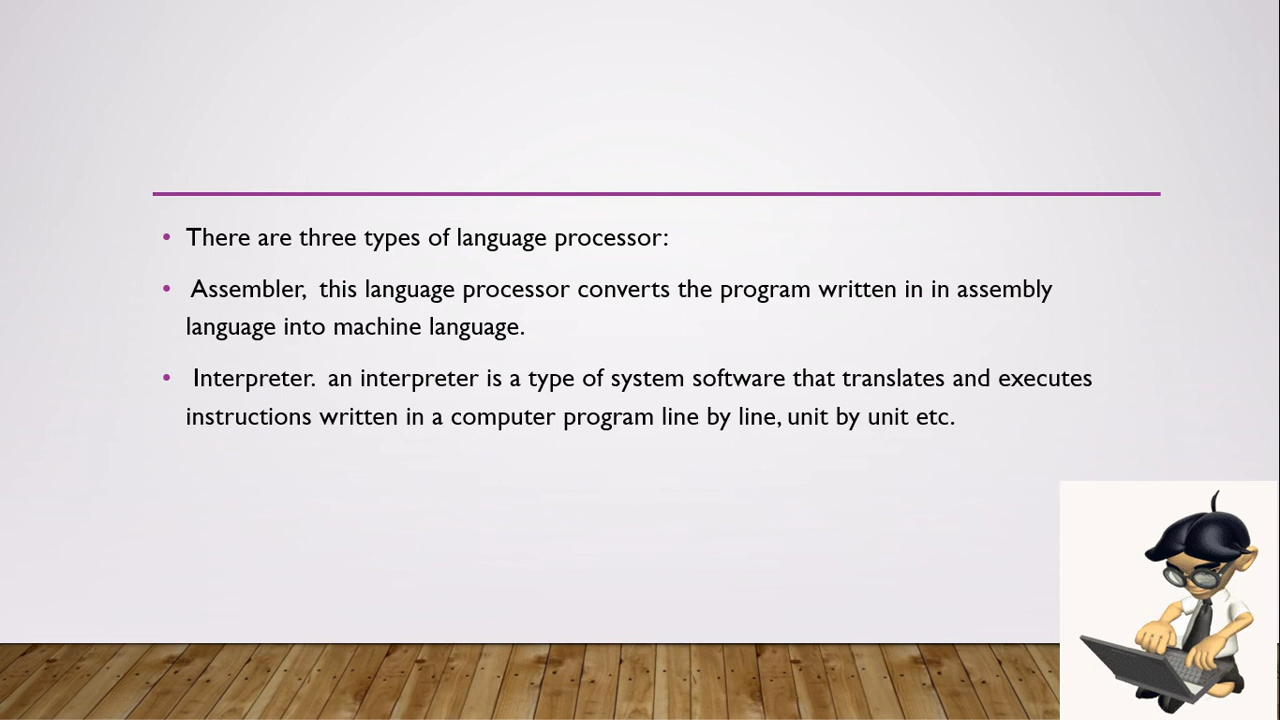 There are three types of language processor:
Assembler,  this language processor converts the program written in in assembly
language into machine language.
Interpreter.  an interpreter is a type of system software that translates and executes
instructions written in a computer program line by line, unit by unit etc.